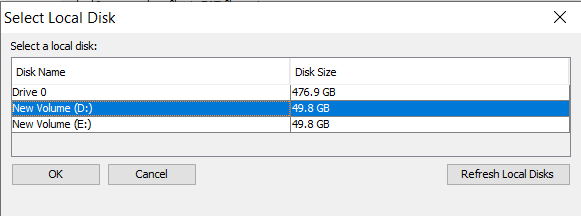 Select Local Disk
Select a local disk:
Disk Name Disk Size
Drive 0 476.9 GB
New Volume (D:) 49.8 GB
New Volume (E:) 49.8 GB
OK Cancel Refresh Local Disks